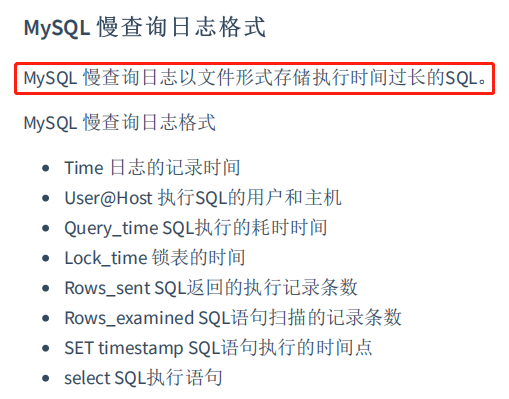 MySQL 慢查询日志格式
MySQL 慢查询日志以文件形式存储执行时间过长的SQL。
MySQL 慢查询日志格式
• Time 日志的记录时间
• User@Host 执行SQL的用户和主机
• Query_time SQL执行的耗时时间
• Lock_time 锁表的时间
• Rows_sent SQL返回的执行记录条数
• Rows_examined SQL语句扫描的记录条数
• SET timestamp SQL语句执行的时间点
• select SQL执行语句